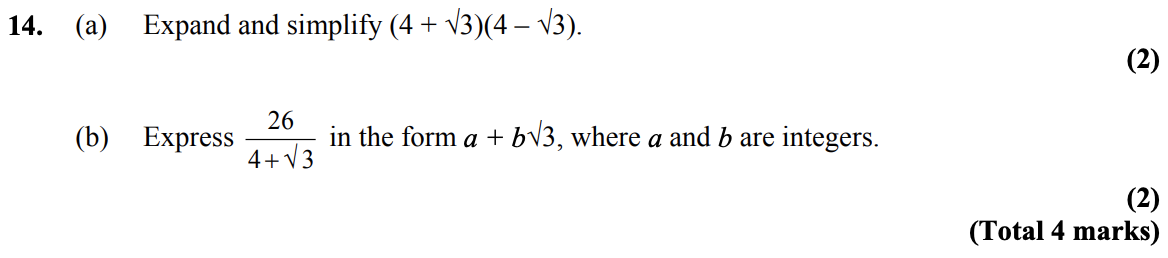 14. (a) Expand and simplify (4 + √3)(4 – √3).
(2)
(b) Express 26/(4+√3) in the form a + b√3, where a and b are integers.
(2)
(Total 4 marks)